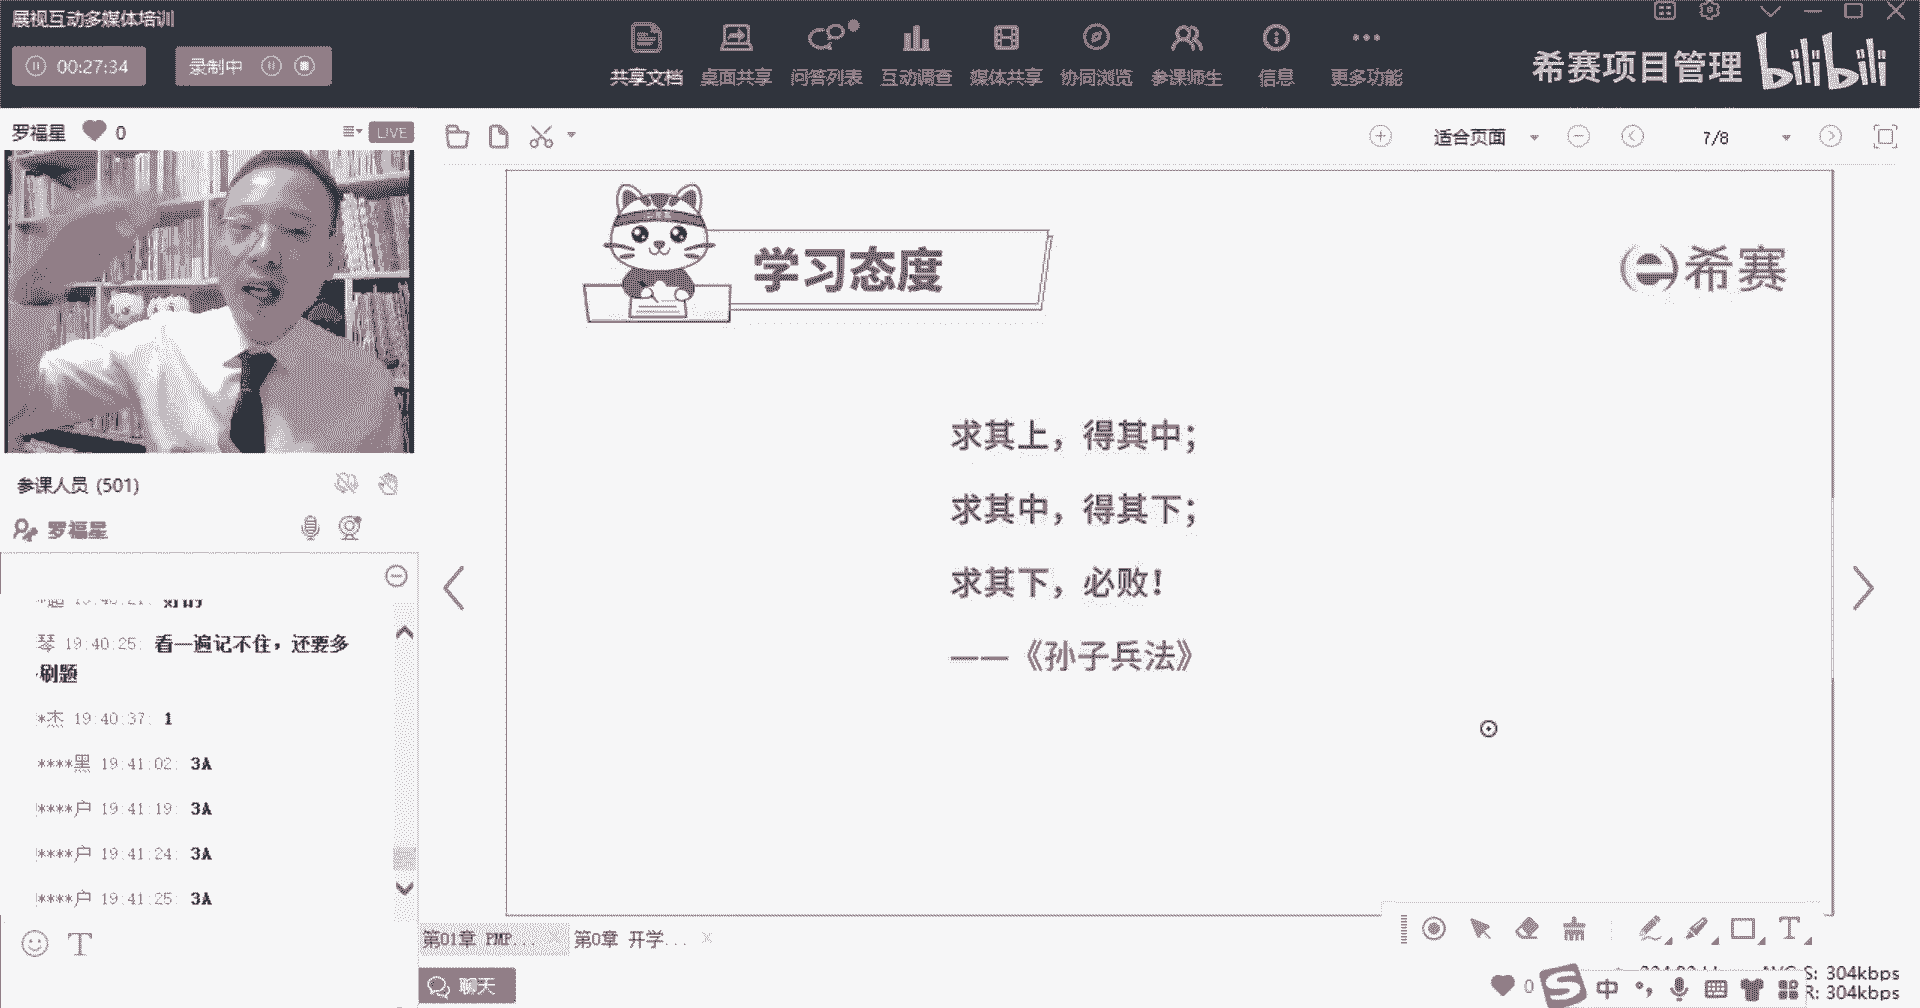 展视互动多媒体培训
00:27:34
录制中
共享文档 桌面共享 问答列表 互动调查 媒体共享 协同浏览 参课师生 信息 更多功能
希赛项目管理 bilibili
罗福星 0 LIVE
适合页面 7/8
学习态度
希赛
求其上，得其中；
求其中，得其下；
求其下，必败！
——《孙子兵法》
参课人员 (501)
罗福星
琴 19:40:25: 看一遍记不住，还要多
刷题
*杰 19:40:37: 1
****黑 19:41:02: 3A
****户 19:41:19: 3A
****户 19:41:24: 3A
****户 19:41:25: 3A
第01章 PMP... 第0章 开学...
聊天
0
S: 304kbps
R: 304kbps
中